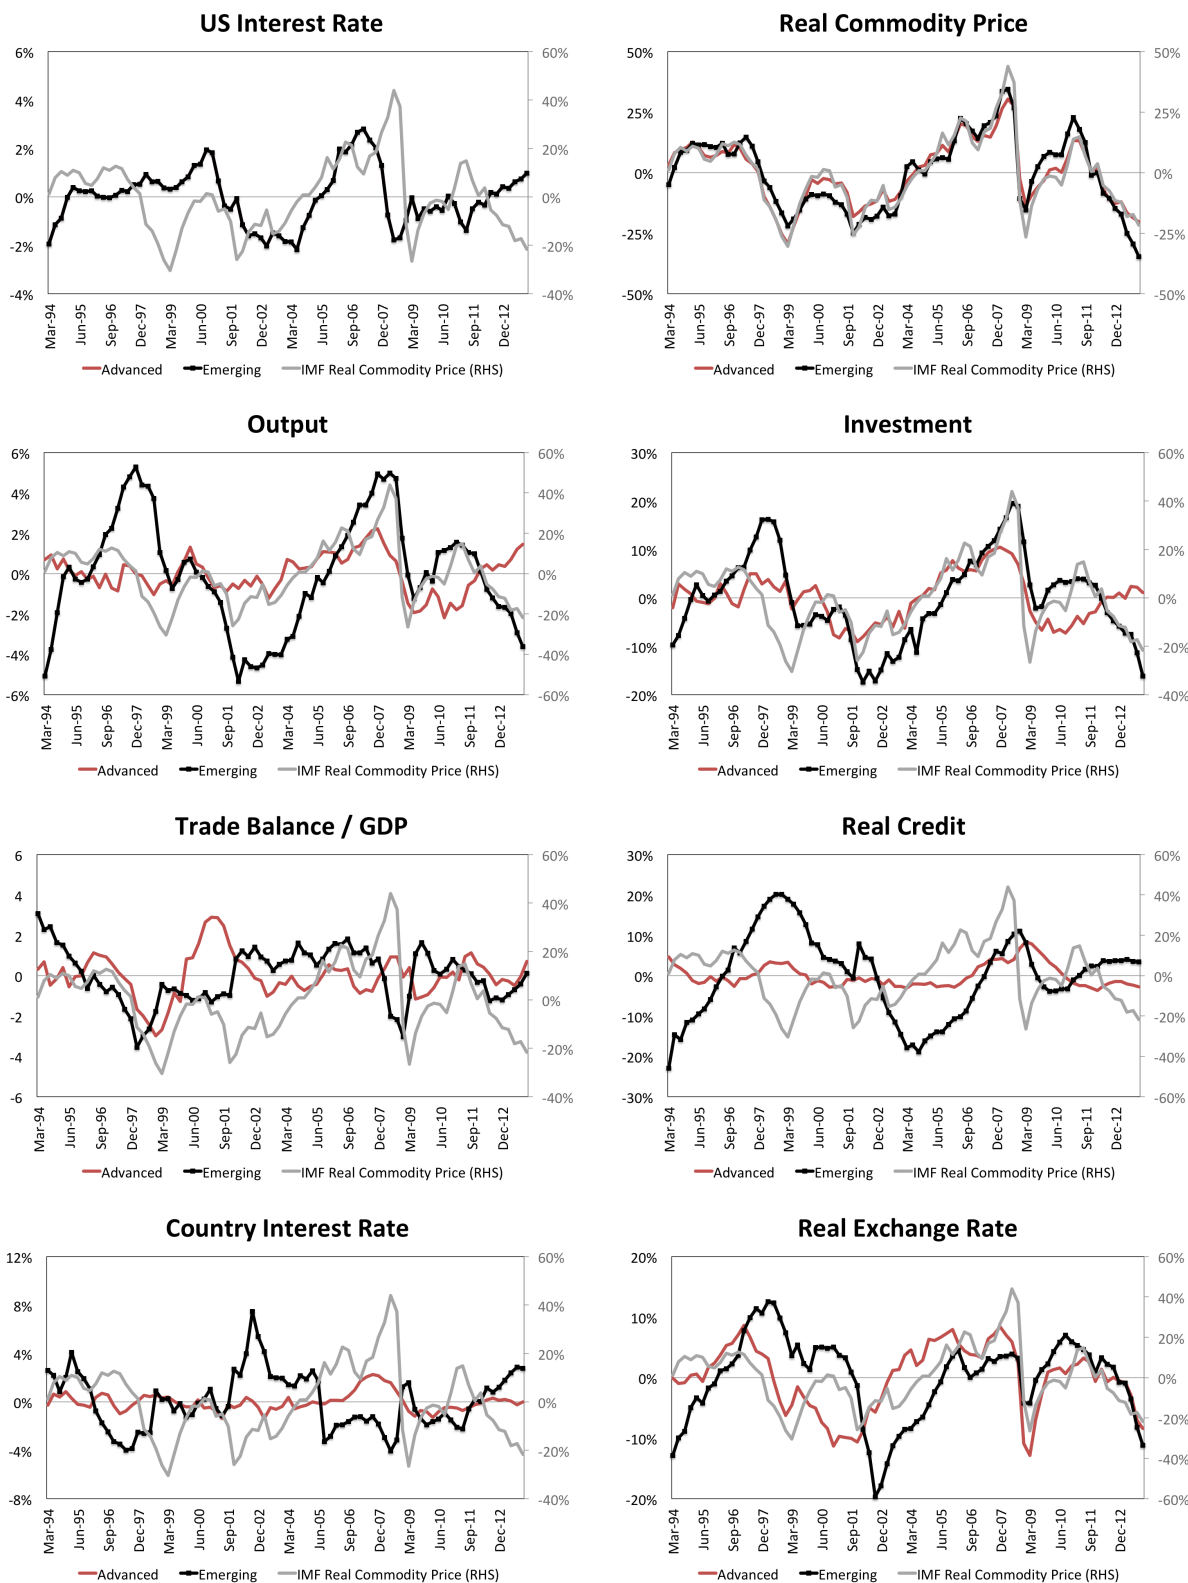 US Interest Rate
6%
4%
2%
0%
-2%
-4%
60%
40%
20%
0%
-20%
-40%
Mar-94
Jun-95
Sep-96
Dec-97
Mar-99
Jun-00
Sep-01
Dec-02
Mar-04
Jun-05
Sep-06
Dec-07
Mar-09
Jun-10
Sep-11
Dec-12
Advanced Emerging IMF Real Commodity Price (RHS)
Real Commodity Price
50%
25%
0%
-25%
-50%
50%
25%
0%
-25%
-50%
Mar-94
Jun-95
Sep-96
Dec-97
Mar-99
Jun-00
Sep-01
Dec-02
Mar-04
Jun-05
Sep-06
Dec-07
Mar-09
Jun-10
Sep-11
Dec-12
Advanced Emerging IMF Real Commodity Price (RHS)
Output
6%
4%
2%
0%
-2%
-4%
-6%
60%
40%
20%
0%
-20%
-40%
-60%
Mar-94
Jun-95
Sep-96
Dec-97
Mar-99
Jun-00
Sep-01
Dec-02
Mar-04
Jun-05
Sep-06
Dec-07
Mar-09
Jun-10
Sep-11
Dec-12
Advanced Emerging IMF Real Commodity Price (RHS)
Investment
30%
20%
10%
0%
-10%
-20%
60%
40%
20%
0%
-20%
-40%
Mar-94
Jun-95
Sep-96
Dec-97
Mar-99
Jun-00
Sep-01
Dec-02
Mar-04
Jun-05
Sep-06
Dec-07
Mar-09
Jun-10
Sep-11
Dec-12
Advanced Emerging IMF Real Commodity Price (RHS)
Trade Balance / GDP
6
4
2
0
-2
-4
-6
60%
40%
20%
0%
-20%
-40%
Mar-94
Jun-95
Sep-96
Dec-97
Mar-99
Jun-00
Sep-01
Dec-02
Mar-04
Jun-05
Sep-06
Dec-07
Mar-09
Jun-10
Sep-11
Dec-12
Advanced Emerging IMF Real Commodity Price (RHS)
Real Credit
30%
20%
10%
0%
-10%
-20%
-30%
60%
40%
20%
0%
-20%
-40%
-60%
Mar-94
Jun-95
Sep-96
Dec-97
Mar-99
Jun-00
Sep-01
Dec-02
Mar-04
Jun-05
Sep-06
Dec-07
Mar-09
Jun-10
Sep-11
Dec-12
Advanced Emerging IMF Real Commodity Price (RHS)
Country Interest Rate
12%
8%
4%
0%
-4%
-8%
60%
40%
20%
0%
-20%
-40%
Mar-94
Jun-95
Sep-96
Dec-97
Mar-99
Jun-00
Sep-01
Dec-02
Mar-04
Jun-05
Sep-06
Dec-07
Mar-09
Jun-10
Sep-11
Dec-12
Advanced Emerging IMF Real Commodity Price (RHS)
Real Exchange Rate
20%
10%
0%
-10%
-20%
60%
40%
20%
0%
-20%
-40%
-60%
Mar-94
Jun-95
Sep-96
Dec-97
Mar-99
Jun-00
Sep-01
Dec-02
Mar-04
Jun-05
Sep-06
Dec-07
Mar-09
Jun-10
Sep-11
Dec-12
Advanced Emerging IMF Real Commodity Price (RHS)